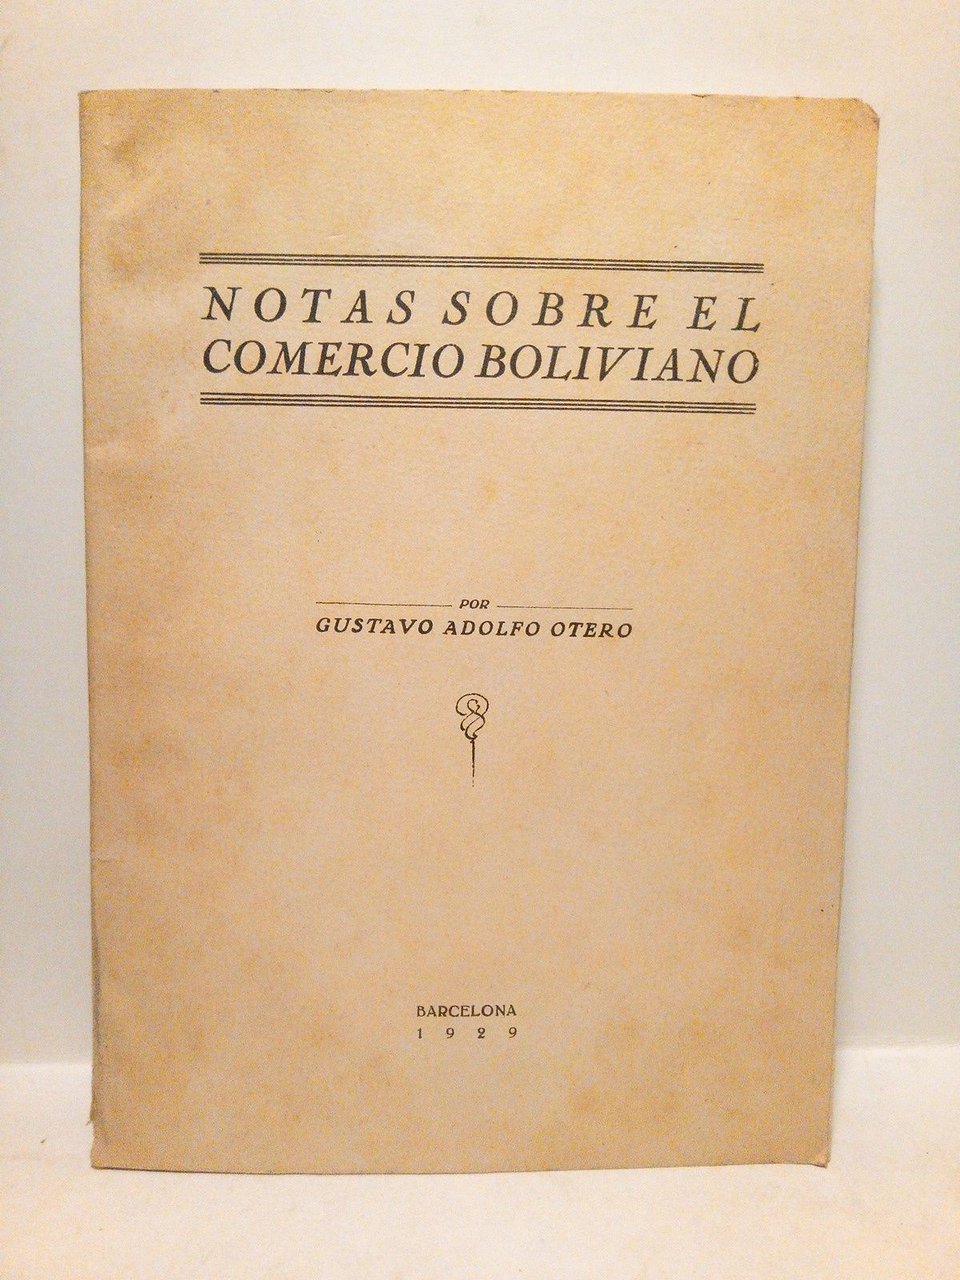 NOTAS SOBRE EL
COMERCIO BOLIVIANO
POR
GUSTAVO ADOLFO OTERO
BARCELONA
1929